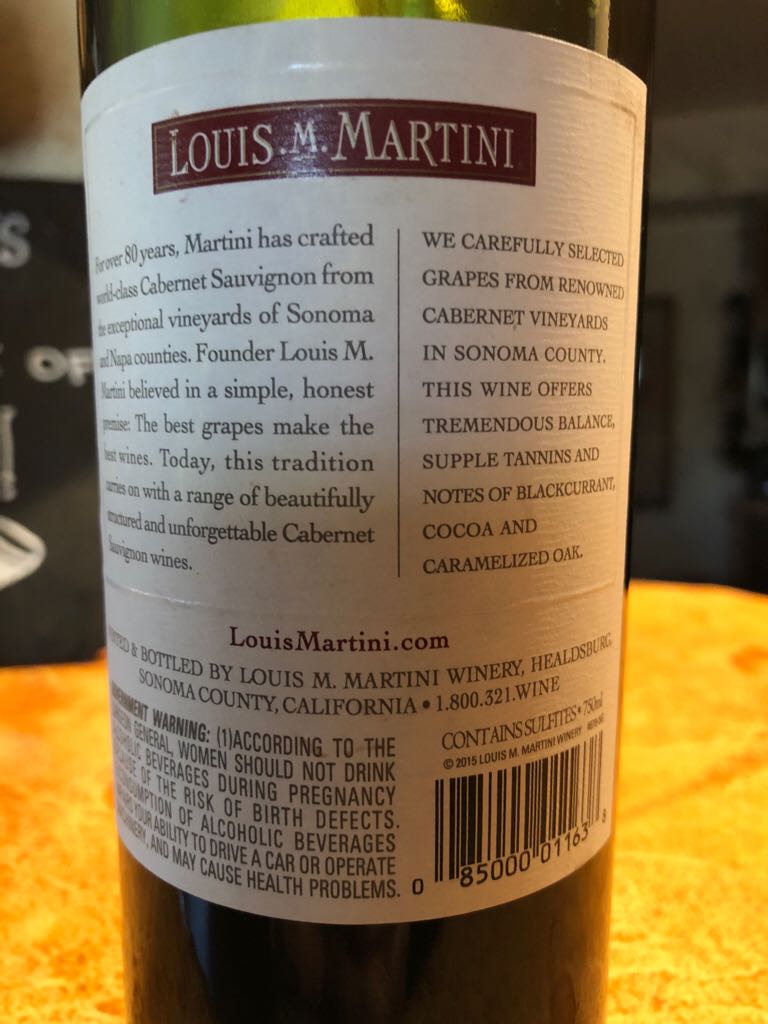 LOUIS M. MARTINI
For over 80 years, Martini has crafted
world-class Cabernet Sauvignon from
the exceptional vineyards of Sonoma
and Napa counties. Founder Louis M.
Martini believed in a simple, honest
premise: The best grapes make the
best wines. Today, this tradition
carries on with a range of beautifully
structured and unforgettable Cabernet
Sauvignon wines.
WE CAREFULLY SELECTED
GRAPES FROM RENOWNED
CABERNET VINEYARDS
IN SONOMA COUNTY.
THIS WINE OFFERS
TREMENDOUS BALANCE,
SUPPLE TANNINS AND
NOTES OF BLACKCURRANT,
COCOA AND
CARAMELIZED OAK.
LouisMartini.com
& BOTTLED BY LOUIS M. MARTINI WINERY, HEALDSBURG,
SONOMA COUNTY, CALIFORNIA • 1.800.321.WINE
WARNING: (1)ACCORDING TO THE
GENERAL, WOMEN SHOULD NOT DRINK
BEVERAGES DURING PREGNANCY
OF THE RISK OF BIRTH DEFECTS.
OF ALCOHOLIC BEVERAGES
YOUR ABILITY TO DRIVE A CAR OR OPERATE
AND MAY CAUSE HEALTH PROBLEMS.
CONTAINS SULFITES • 750ml
© 2015 LOUIS M. MARTINI WINERY
0 85000 01163 8